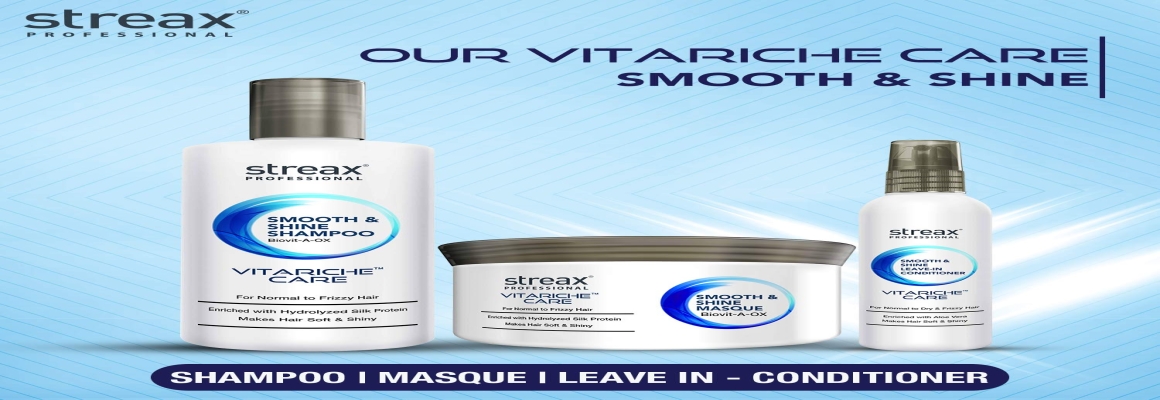 streax®
PROFESSIONAL
OUR VITARICHE CARE
SMOOTH & SHINE
streax®
PROFESSIONAL
SMOOTH &
SHINE
SHAMPOO
Biovit-A-OX
VITARICHE™
CARE
For Normal to Frizzy Hair
Enriched with Hydrolyzed Silk Protein
Makes Hair Soft & Shiny
streax®
PROFESSIONAL
VITARICHE™
CARE
For Normal to Frizzy Hair
Enriched with Hydrolyzed Silk Protein
Makes Hair Soft & Shiny
SMOOTH &
SHINE
MASQUE
Biovit-A-OX
streax®
PROFESSIONAL
SMOOTH &
SHINE
LEAVE-IN
CONDITIONER
VITARICHE™
CARE
For Normal to Dry & Frizzy Hair
Enriched with Aloe Vera
Makes Hair Soft & Shiny
SHAMPOO | MASQUE | LEAVE IN - CONDITIONER